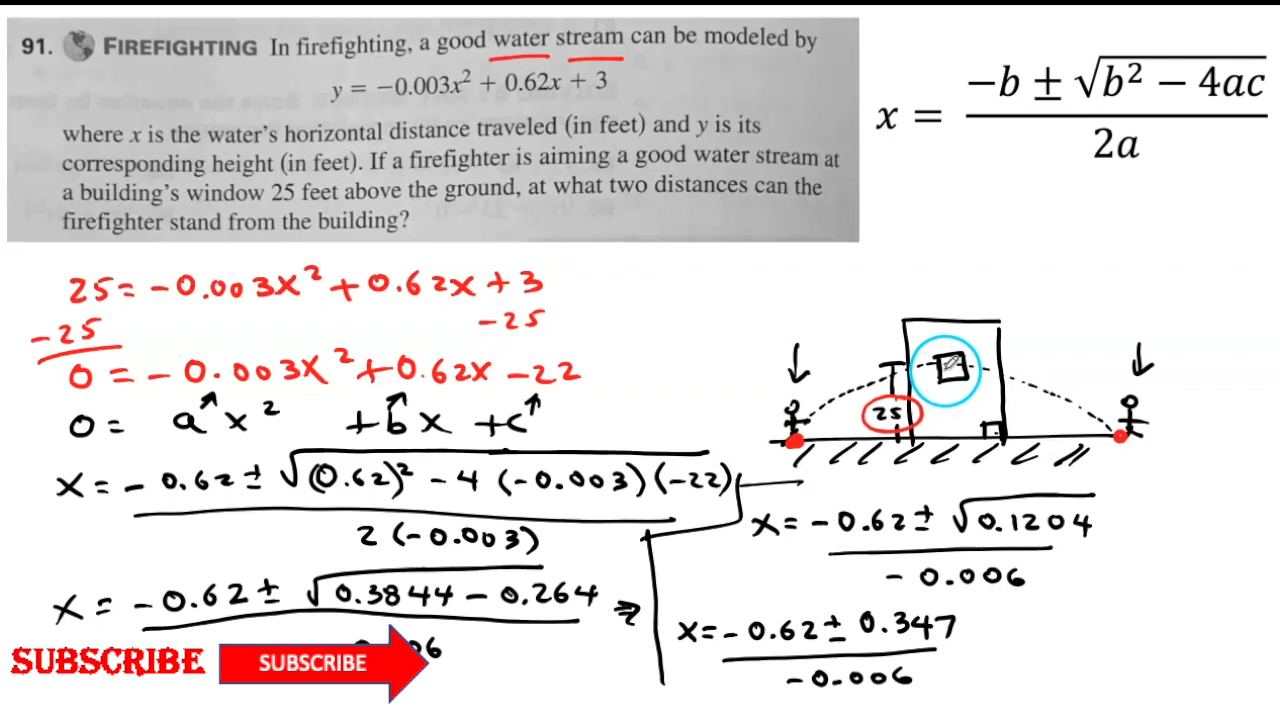 91. FIREFIGHTING In firefighting, a good water stream can be modeled by
y = −0.003x² + 0.62x + 3
where x is the water's horizontal distance traveled (in feet) and y is its
corresponding height (in feet). If a firefighter is aiming a good water stream at
a building's window 25 feet above the ground, at what two distances can the
firefighter stand from the building?
x = (−b ± √(b² − 4ac)) / 2a
25 = −0.003x² + 0.62x + 3
−25 −25
0 = −0.003x² + 0.62x − 22
0 = ax² + bx + c
x = −0.62 ± √((0.62)² − 4(−0.003)(−22))
2(−0.003)
x = −0.62 ± √(0.3844 − 0.264)
25
x = −0.62 ± √0.1204
−0.006
x = −0.62 ± 0.347
−0.006
SUBSCRIBE
SUBSCRIBE